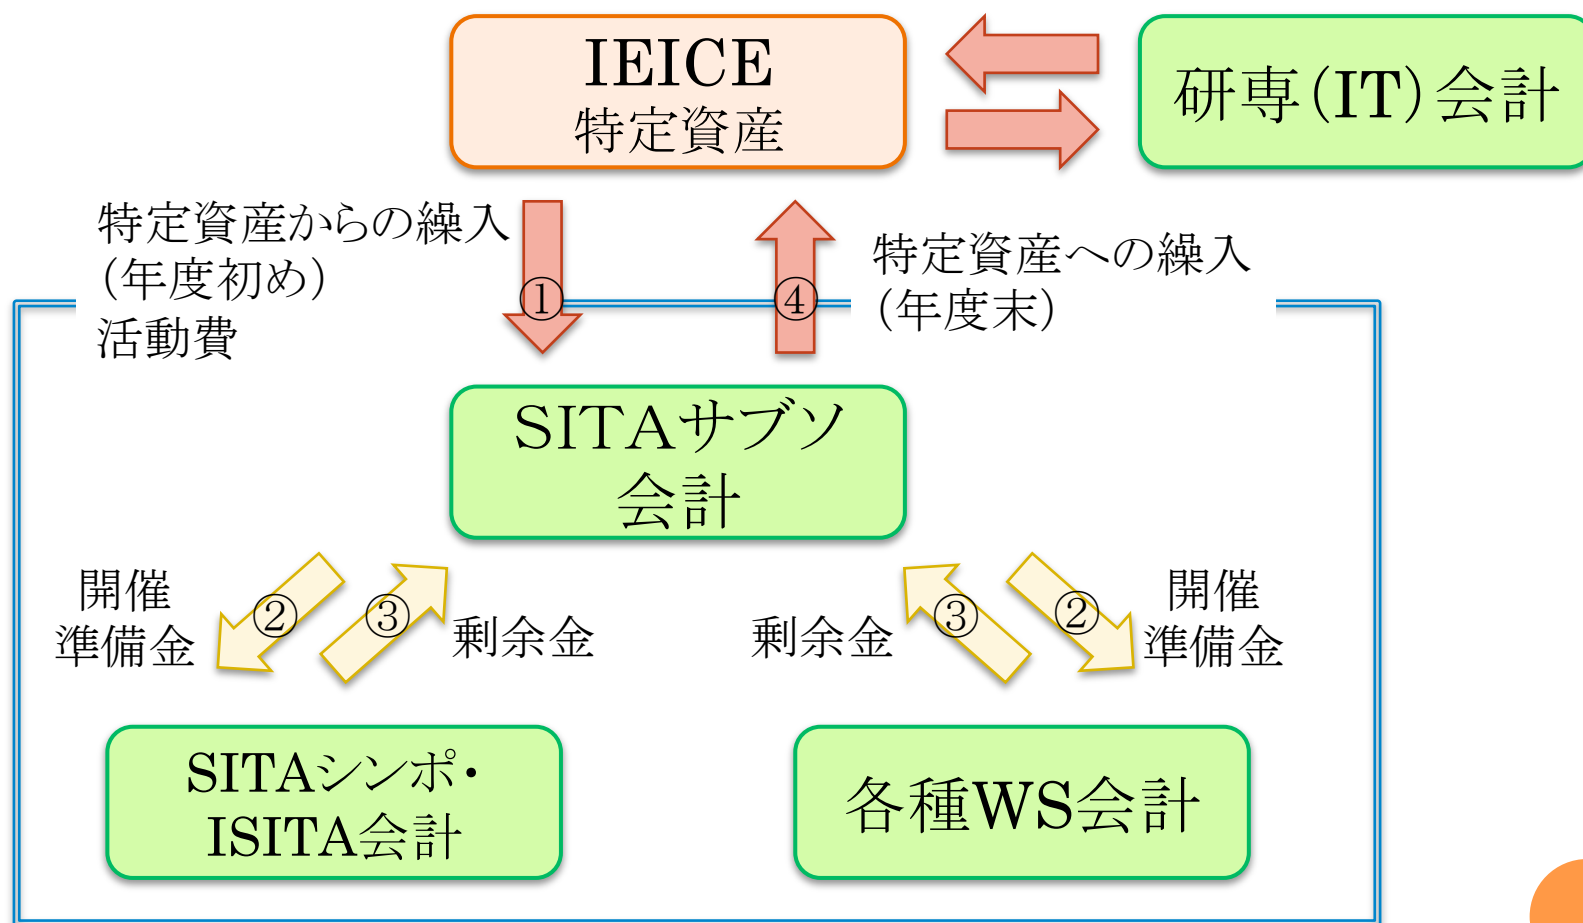 IEICE
特定資産
研専(IT)会計
特定資産からの繰入
(年度初め)
活動費
①
④
特定資産への繰入
(年度末)
SITAサブソ
会計
開催
準備金
②
③
剰余金
剰余金
③
②
開催
準備金
SITAシンポ・
ISITA会計
各種WS会計